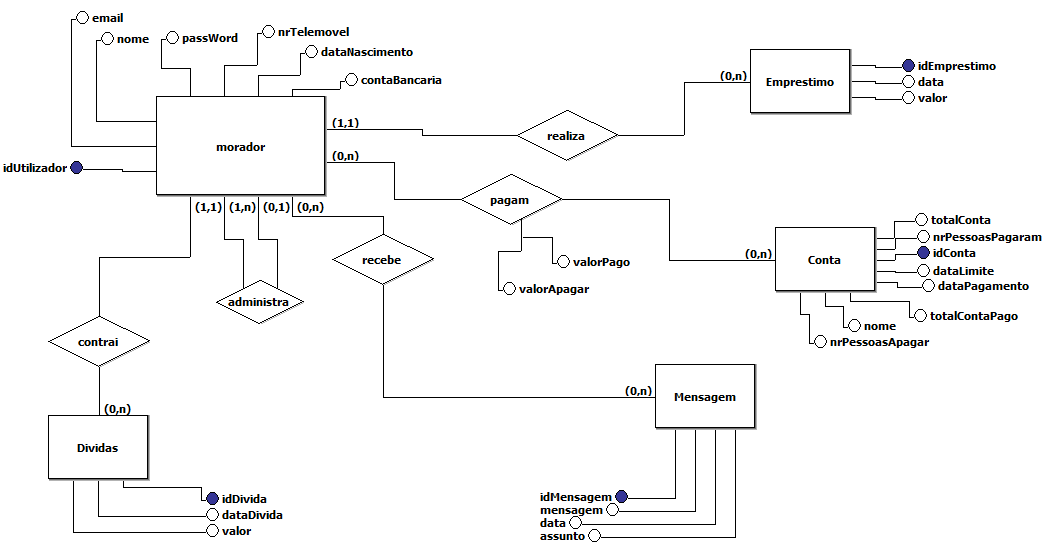 email
nome
passWord
nrTelemovel
dataNascimento
contaBancaria
morador
idUtilizador
(1,1)
realiza
(0,n)
Emprestimo
idEmprestimo
data
valor
(0,n)
pagam
valorPago
valorApagar
(0,n)
Conta
totalConta
nrPessoasPagaram
idConta
dataLimite
dataPagamento
totalContaPago
nome
nrPessoasApagar
(1,1) (1,n) (0,1) (0,n)
recebe
administra
contrai
(0,n)
Mensagem
(0,n)
Dividas
idDivida
dataDivida
valor
idMensagem
mensagem
data
assunto